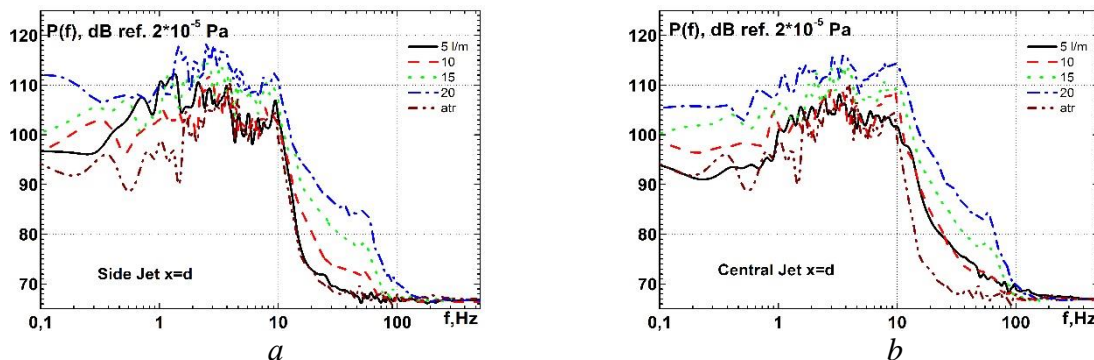 P(f), dB ref. 2*10⁻⁵ Pa
120
110
100
90
80
70
5 l/m
10
15
20
atr
Side Jet x=d
0,1
1
10
100
f,Hz
a
P(f), dB ref. 2*10⁻⁵ Pa
120
110
100
90
80
70
5 l/m
10
15
20
atr
Central Jet x=d
0,1
1
10
100
f,Hz
b